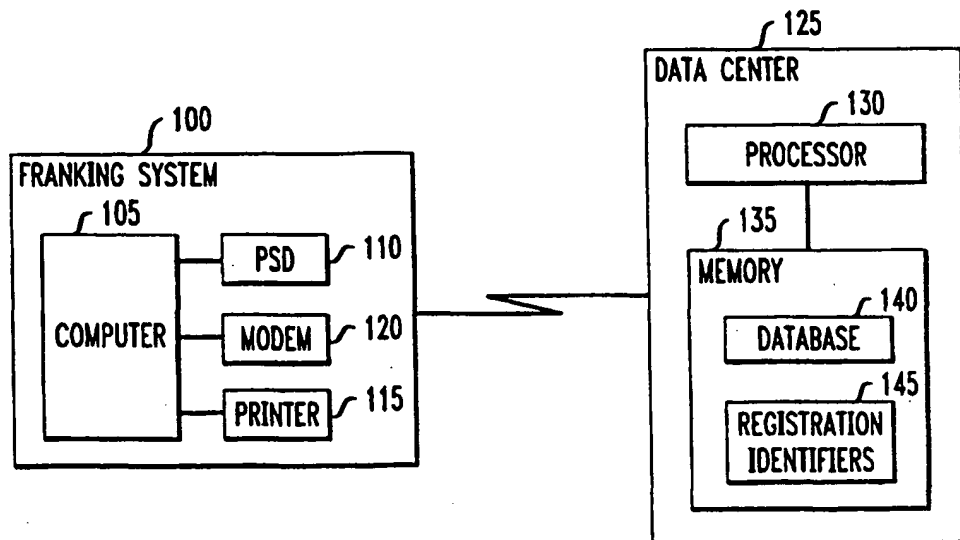 100
FRANKING SYSTEM
105
COMPUTER
PSD
110
MODEM
120
PRINTER
115
125
DATA CENTER
130
PROCESSOR
135
MEMORY
140
DATABASE
145
REGISTRATION
IDENTIFIERS